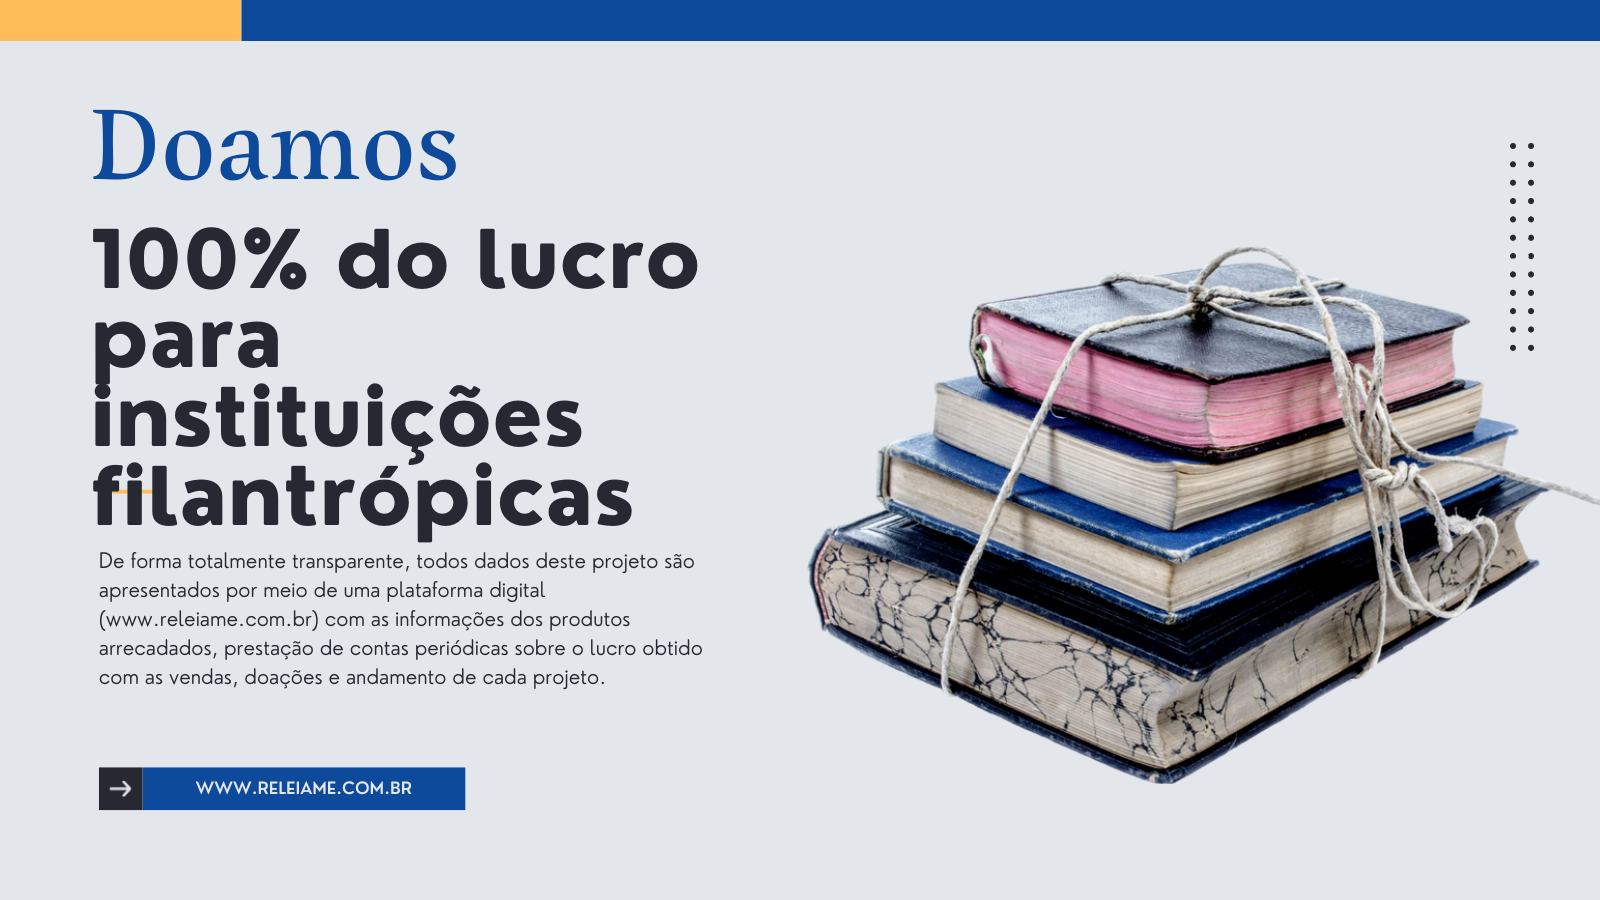 Doamos
100% do lucro
para
instituições
filantrópicas
De forma totalmente transparente, todos dados deste projeto são
apresentados por meio de uma plataforma digital
(www.releiame.com.br) com as informações dos produtos
arrecadados, prestação de contas periódicas sobre o lucro obtido
com as vendas, doações e andamento de cada projeto.
WWW.RELEIAME.COM.BR